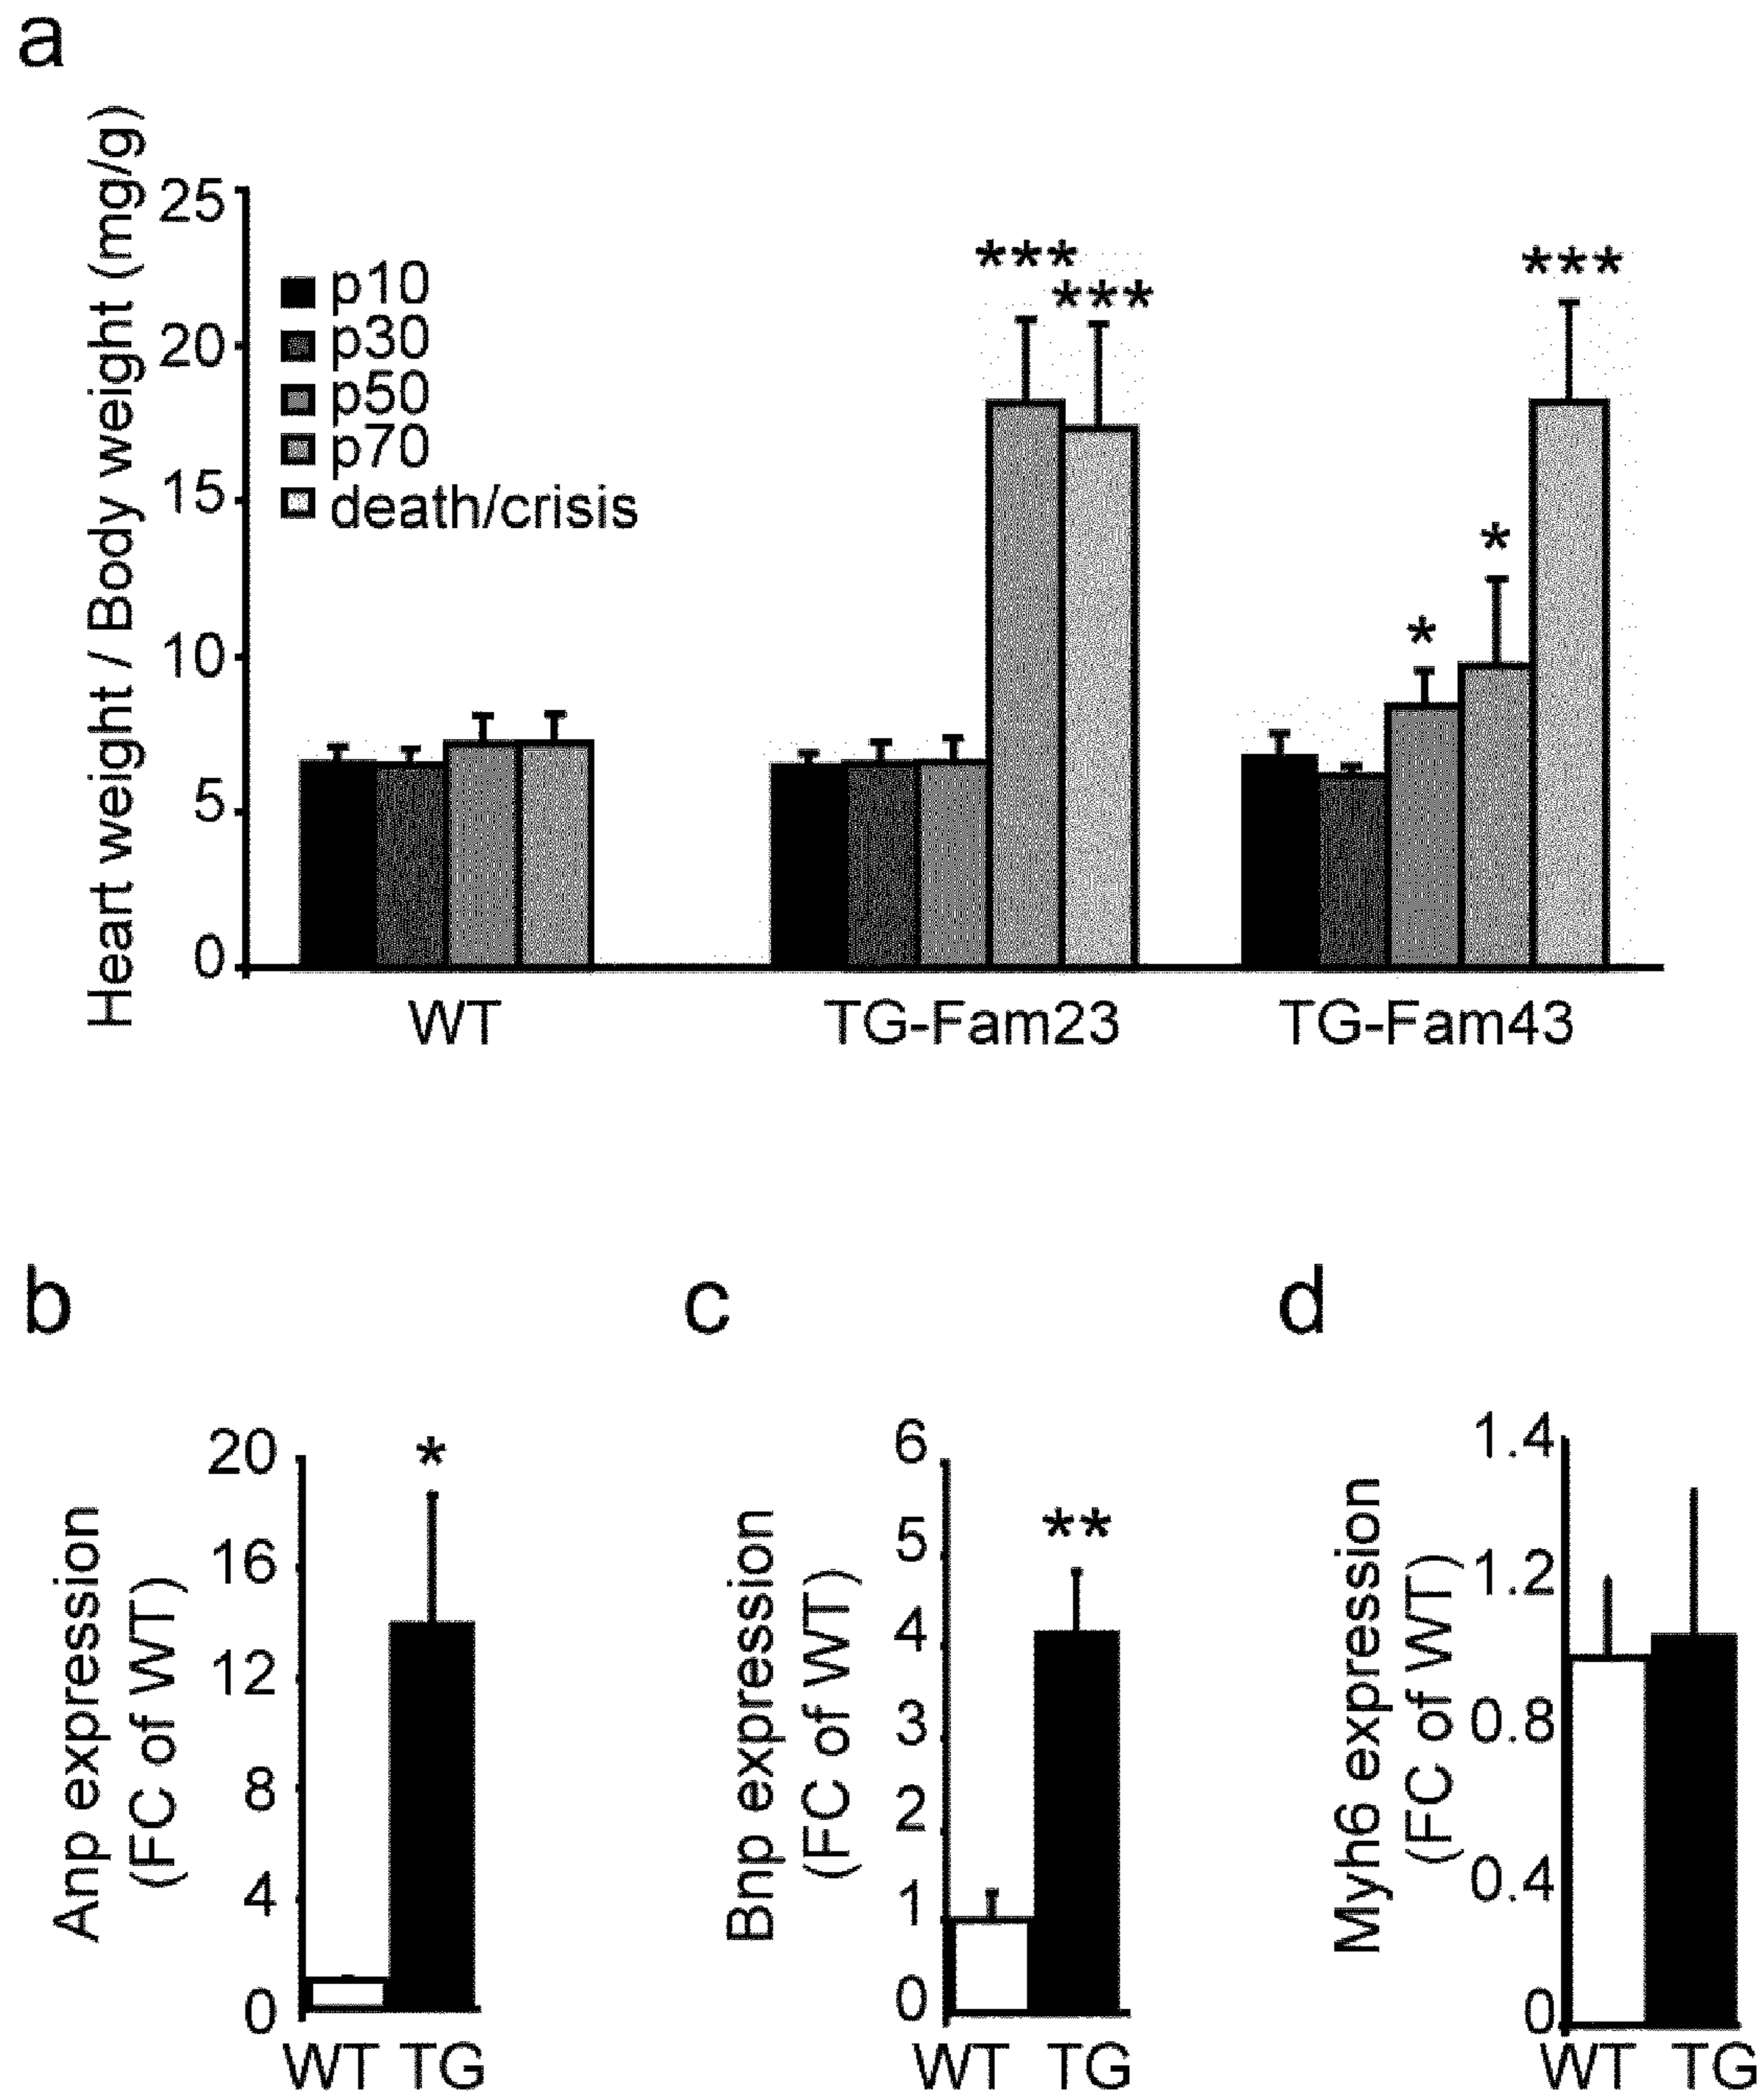 a
Heart weight / Body weight (mg/g)
25
20
15
10
5
0
p10
p30
p50
p70
death/crisis
***
***
*
*
***
WT
TG-Fam23
TG-Fam43
b
Anp expression
(FC of WT)
20
16
12
8
4
0
*
WT TG
c
Bnp expression
(FC of WT)
6
5
4
3
2
1
0
**
WT TG
d
Myh6 expression
(FC of WT)
1.4
1.2
0.8
0.4
0
WT TG